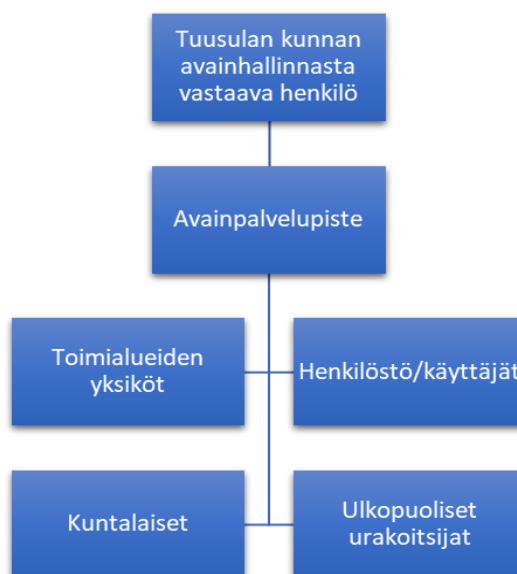 Tuusulan kunnan
avainhallinnasta
vastaava henkilö
Avainpalvelupiste
Toimialueiden
yksiköt
Henkilöstö/käyttäjät
Kuntalaiset
Ulkopuoliset
urakoitsijat